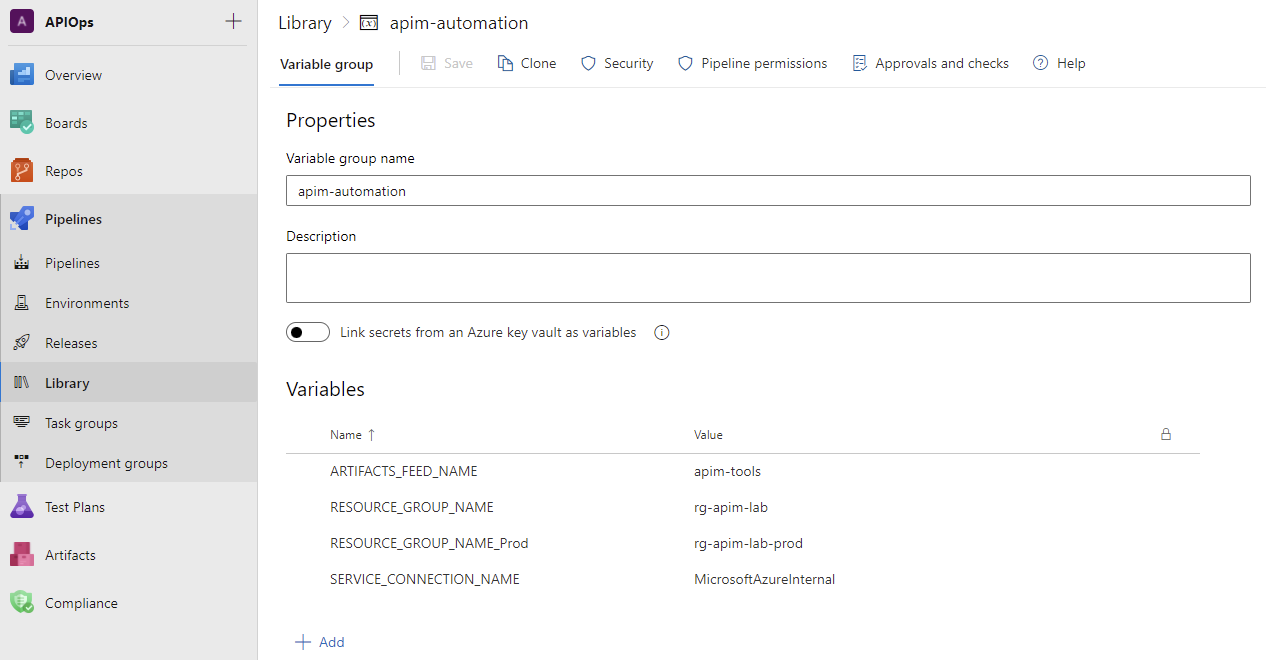 A APIOps
Overview
Boards
Repos
Pipelines
Pipelines
Environments
Releases
Library
Task groups
Deployment groups
Test Plans
Artifacts
Compliance
Library > (x) apim-automation
Variable group Save Clone Security Pipeline permissions Approvals and checks ? Help
Properties
Variable group name
apim-automation
Description
Link secrets from an Azure key vault as variables i
Variables
Name ↑ Value
ARTIFACTS_FEED_NAME apim-tools
RESOURCE_GROUP_NAME rg-apim-lab
RESOURCE_GROUP_NAME_Prod rg-apim-lab-prod
SERVICE_CONNECTION_NAME MicrosoftAzureInternal
+ Add